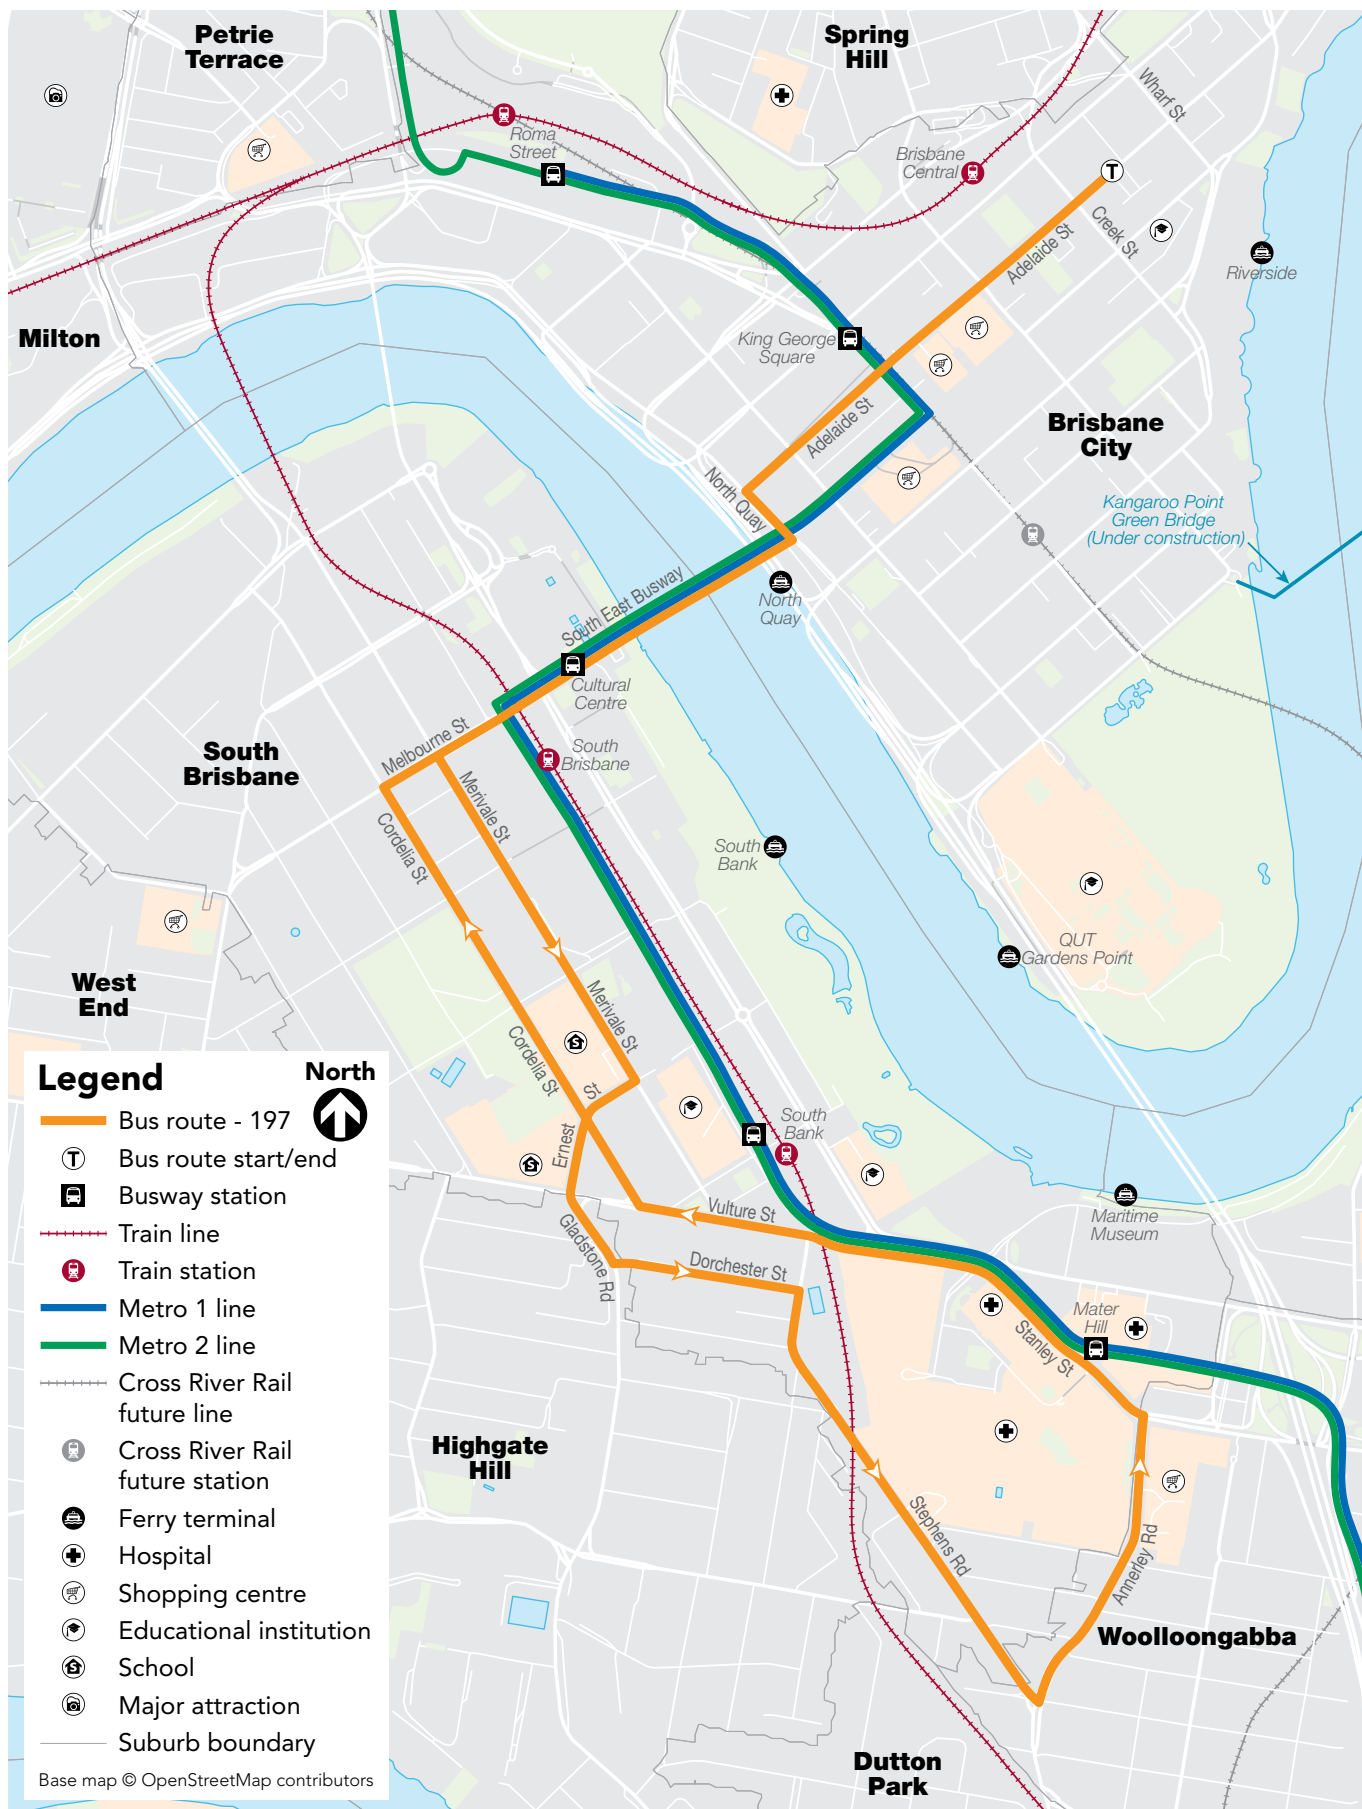 Petrie
Terrace
Spring
Hill
Wharf St
Roma
Street
Brisbane
Central
T
Creek St
Adelaide St
Riverside
Milton
King George
Square
Adelaide St
Brisbane
City
North Quay
Kangaroo Point
Green Bridge
(Under construction)
South East Busway
North
Quay
Cultural
Centre
Melbourne St
South
Brisbane
South
Brisbane
Merivale St
Cordelia St
South
Bank
QUT
Gardens Point
West
End
Merivale St
Cordelia St
S
Ernest St
S
South
Bank
Vulture St
Maritime
Museum
Gladstone Rd
Dorchester St
Mater
Hill
Stanley St
Highgate
Hill
Stephens Rd
Annerley Rd
Woolloongabba
Dutton
Park
Legend
North
Bus route - 197
T Bus route start/end
Busway station
Train line
Train station
Metro 1 line
Metro 2 line
Cross River Rail
future line
Cross River Rail
future station
Ferry terminal
Hospital
Shopping centre
Educational institution
S School
Major attraction
Suburb boundary
Base map © OpenStreetMap contributors